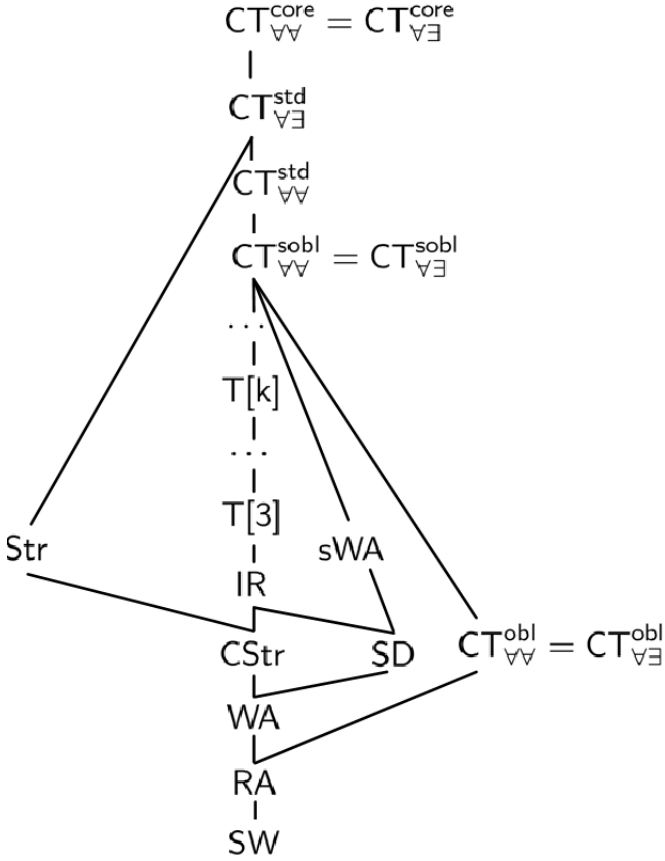 CT^core_∀∀ = CT^core_∀∃
CT^std_∀∃
CT^std_∀∀
CT^sobl_∀∀ = CT^sobl_∀∃
...
T[k]
...
T[3]
Str
sWA
IR
CStr
SD
CT^obl_∀∀ = CT^obl_∀∃
WA
RA
SW